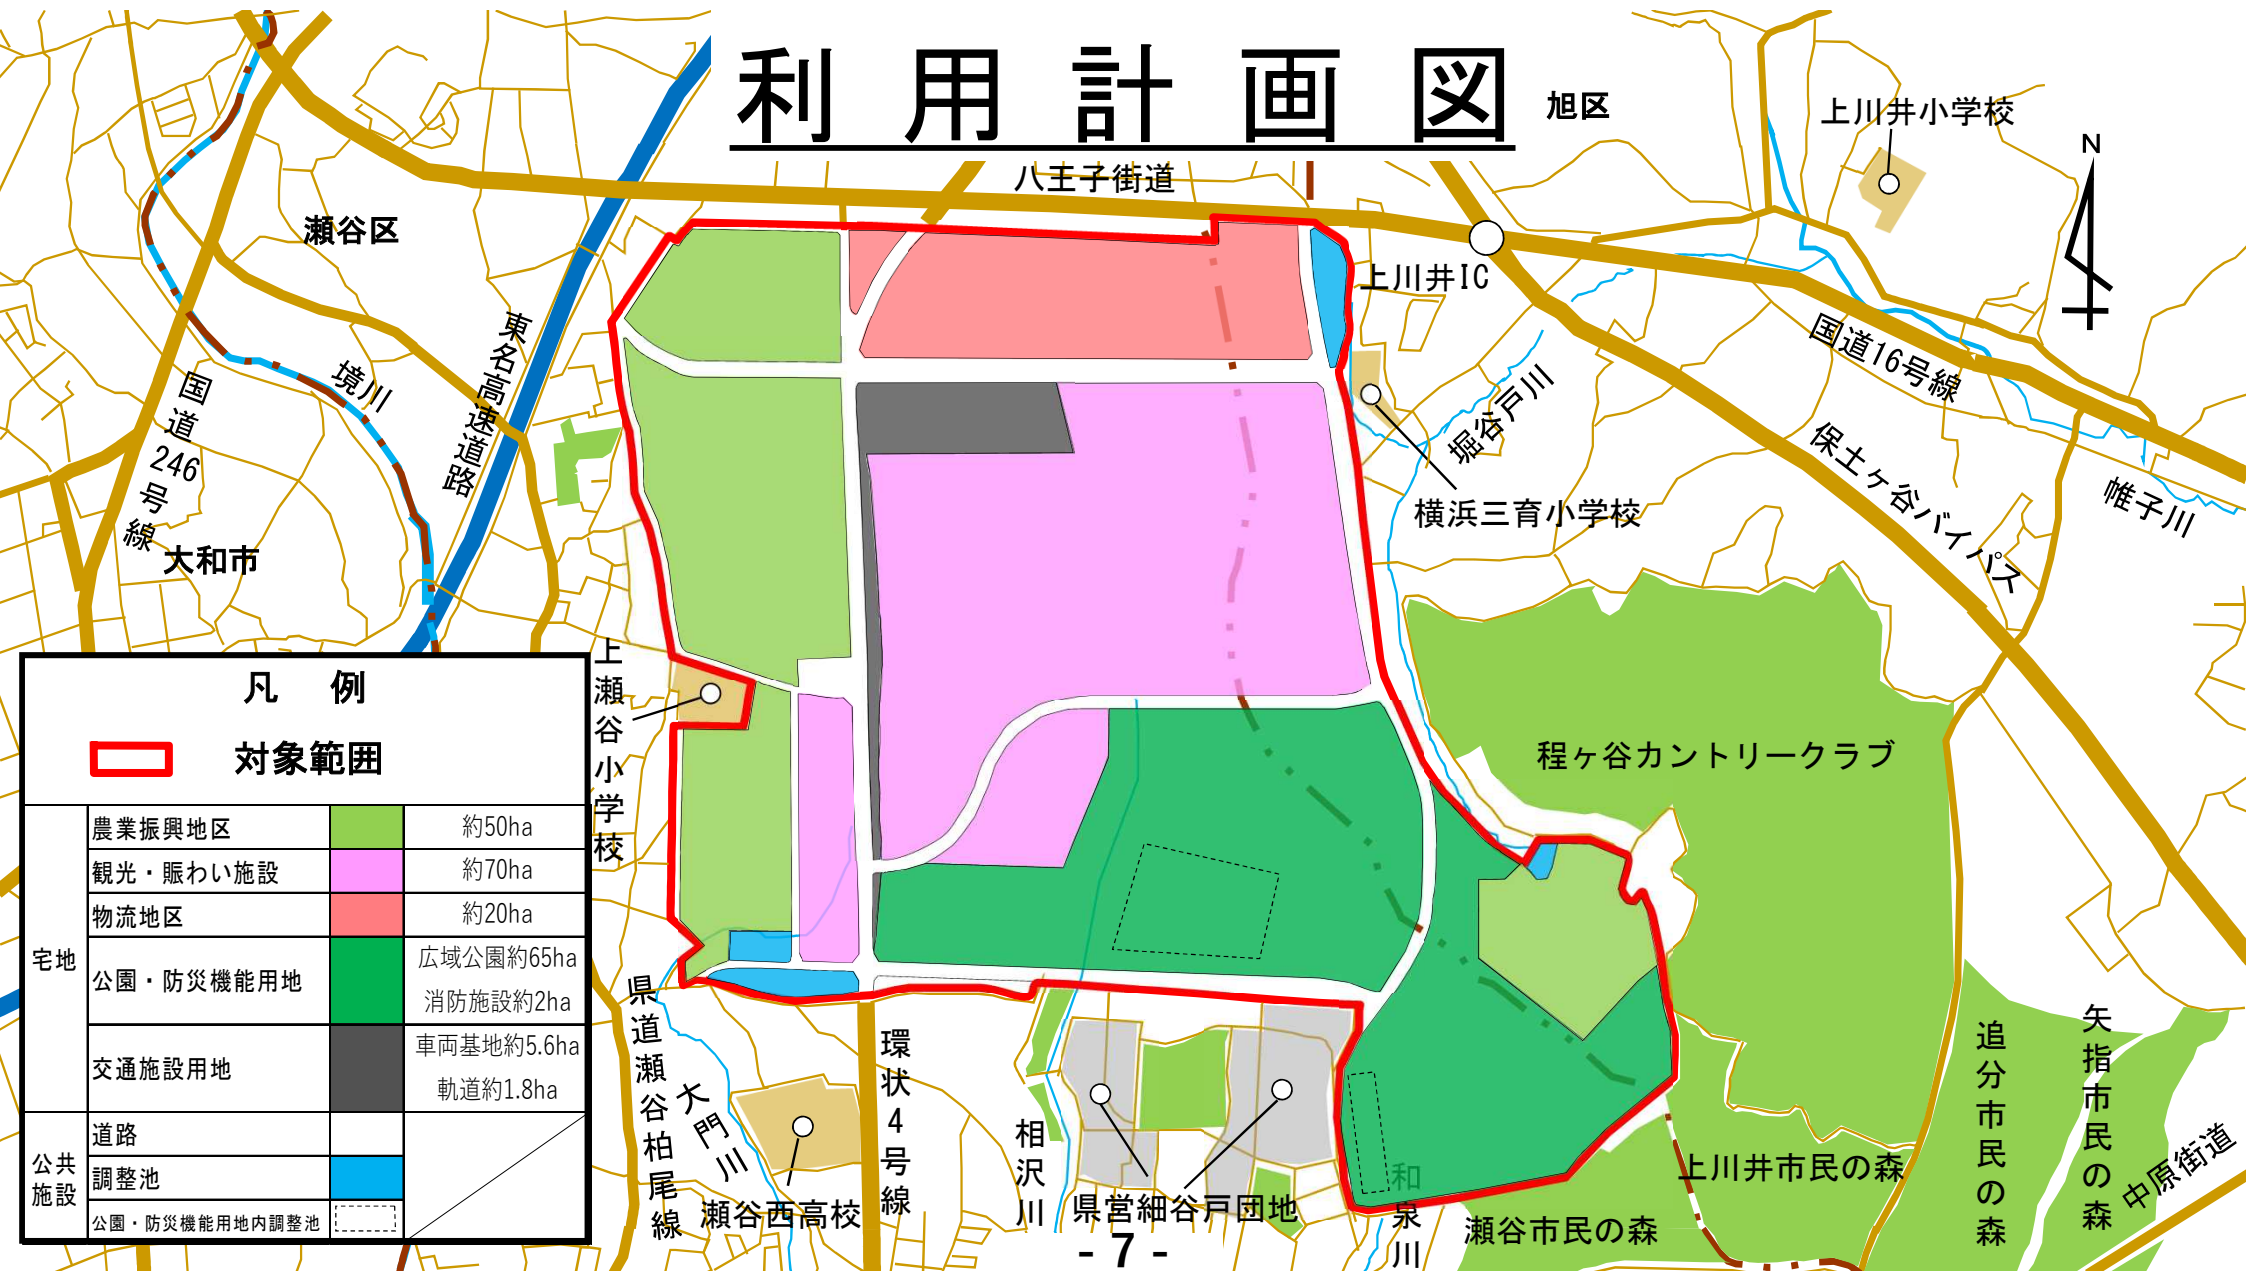 利用計画図
旭区
上川井小学校
N
八王子街道
瀬谷区
上川井IC
東名高速道路
境川
国道246号線
国道16号線
堀谷戸川
保土ヶ谷バイパス
帷子川
横浜三育小学校
大和市
上瀬谷小学校
程ヶ谷カントリークラブ
凡 例
対象範囲
宅地
農業振興地区 約50ha
観光・賑わい施設 約70ha
物流地区 約20ha
公園・防災機能用地 広域公園約65ha
消防施設約2ha
交通施設用地 車両基地約5.6ha
軌道約1.8ha
公共施設
道路
調整池
公園・防災機能用地内調整池
県道瀬谷柏尾線
大門川
瀬谷西高校
環状4号線
相沢川
県営細谷戸団地
和泉川
瀬谷市民の森
上川井市民の森
追分市民の森
矢指市民の森
中原街道
- 7 -